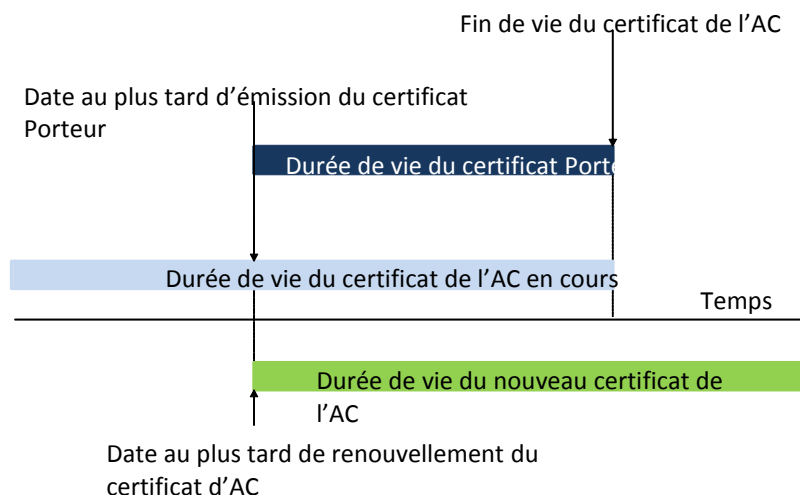 Fin de vie du certificat de l’AC
Date au plus tard d’émission du certificat
Porteur
Durée de vie du certificat Porte
Durée de vie du certificat de l’AC en cours
Temps
Durée de vie du nouveau certificat de
l’AC
Date au plus tard de renouvellement du
certificat d’AC